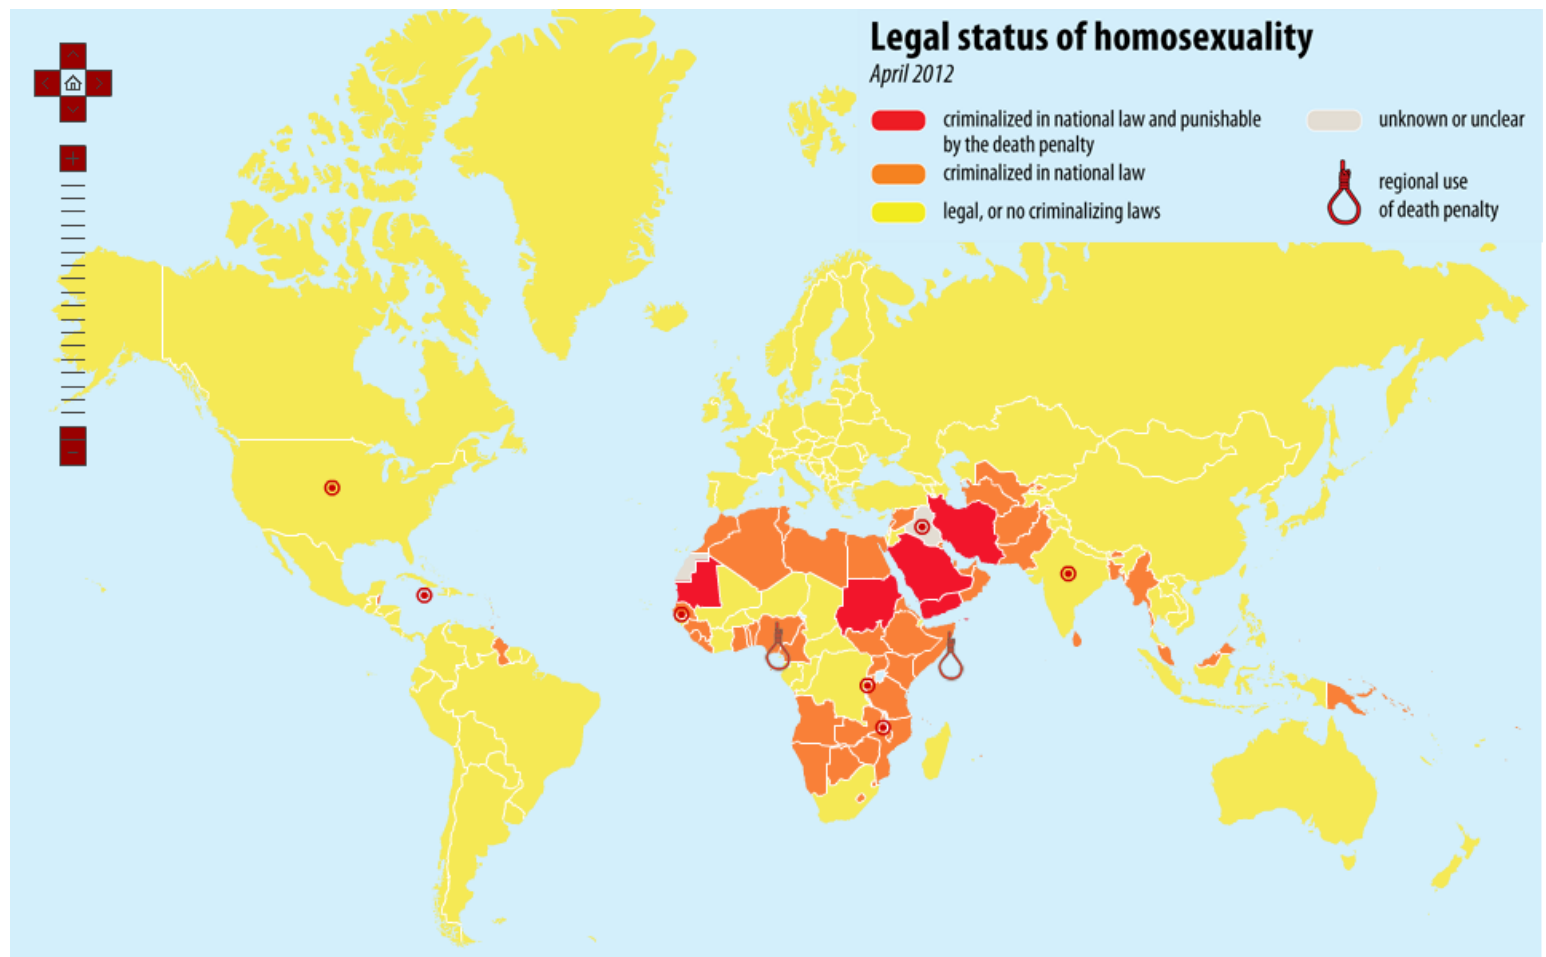 Legal status of homosexuality
April 2012
criminalized in national law and punishable
by the death penalty
criminalized in national law
legal, or no criminalizing laws
unknown or unclear
regional use
of death penalty